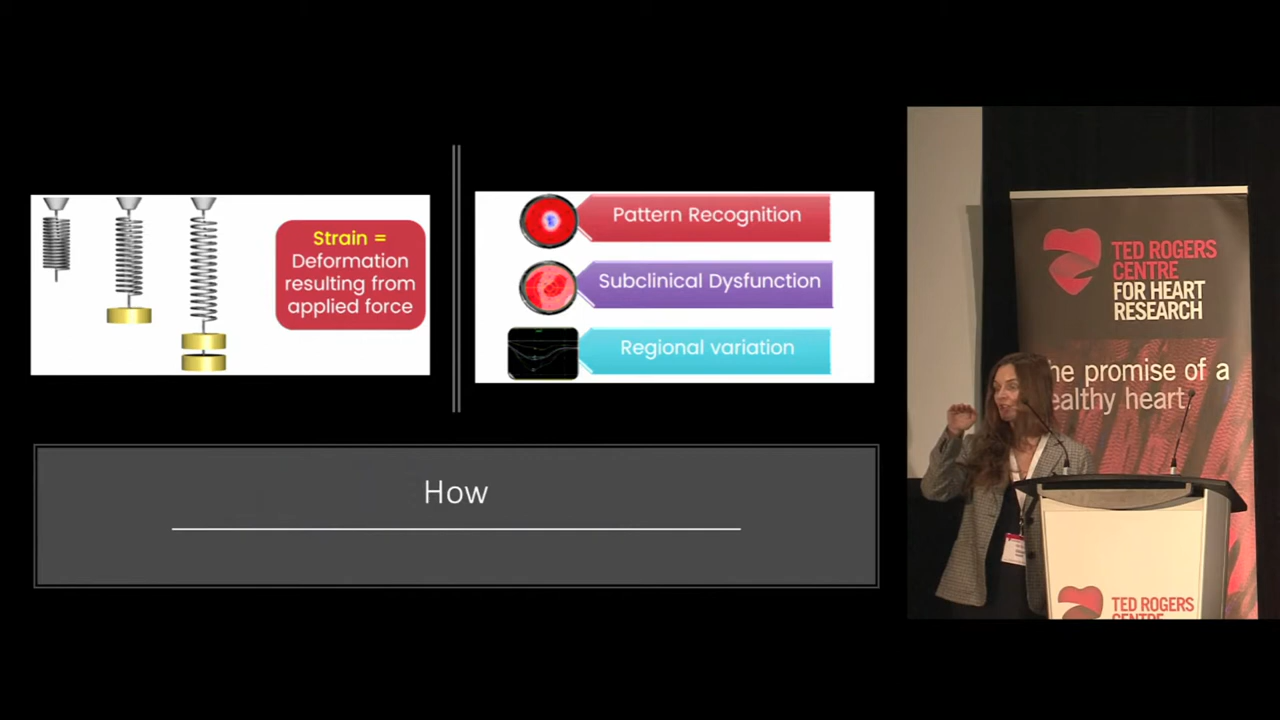 Strain =
Deformation
resulting from
applied force
Pattern Recognition
Subclinical Dysfunction
Regional variation
How
TED ROGERS
CENTRE
FOR HEART
RESEARCH
he promise of a
ealthy heart
TED ROGERS
CENTRE